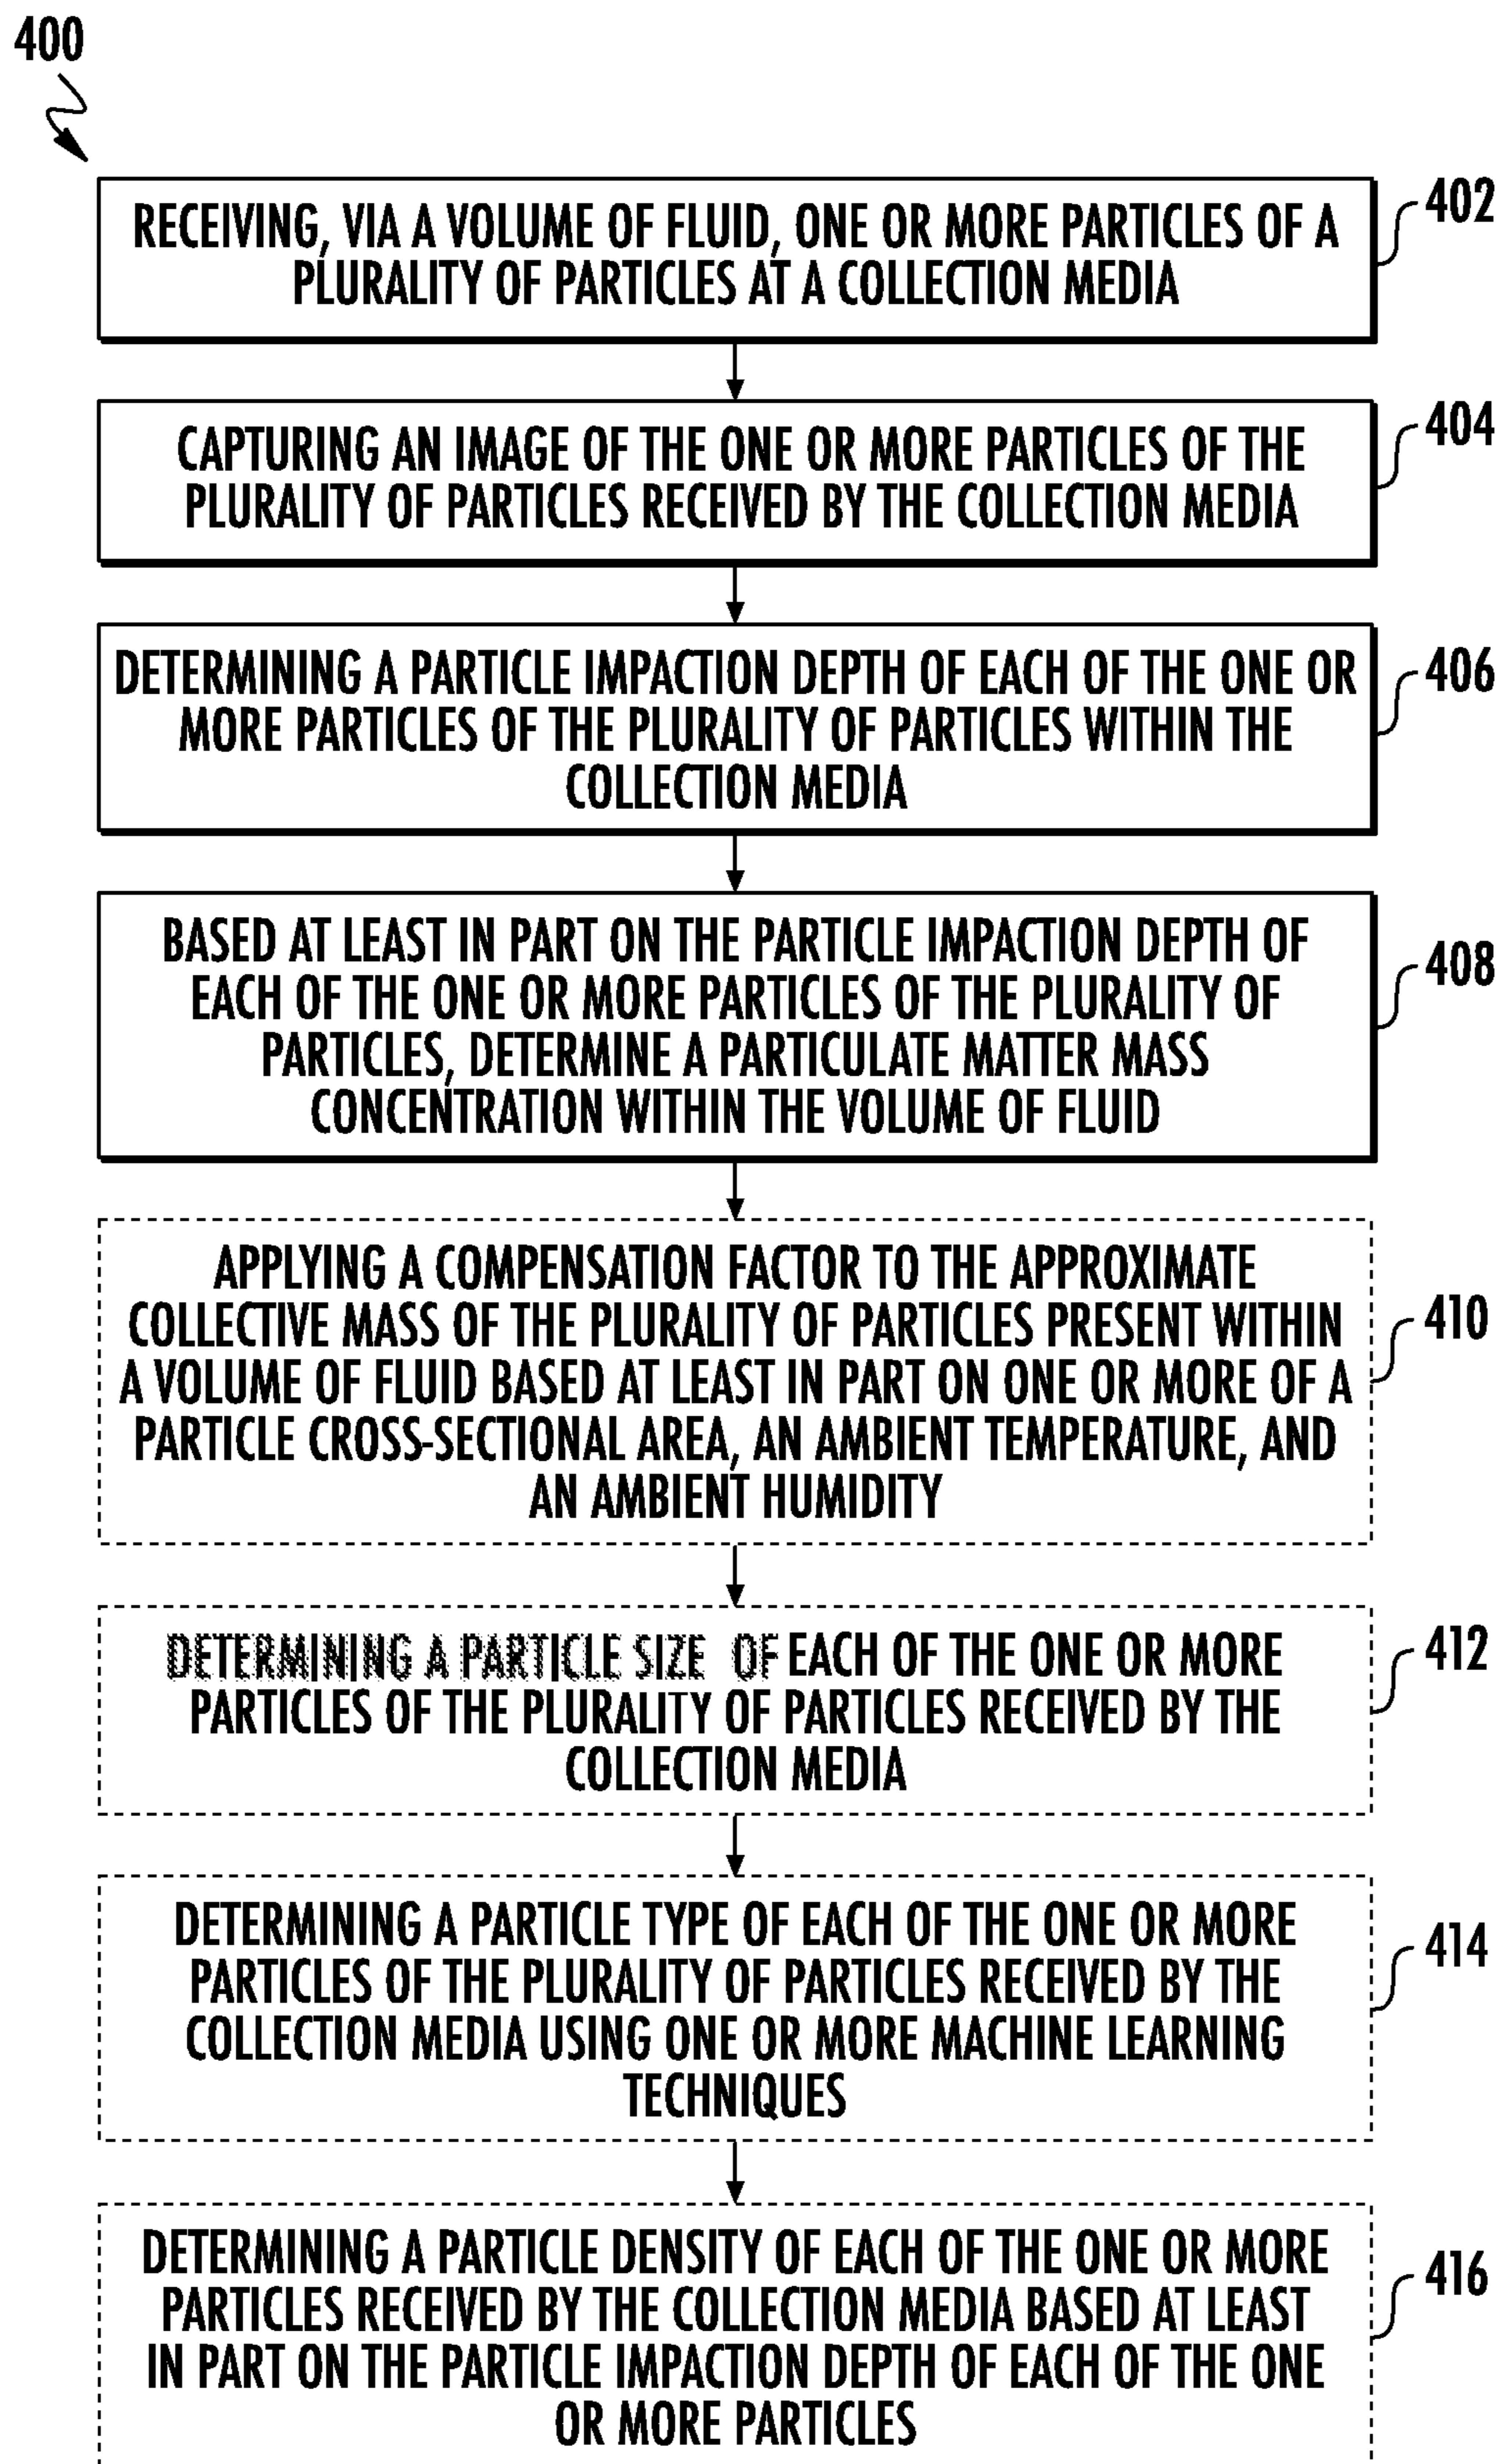 400
RECEIVING, VIA A VOLUME OF FLUID, ONE OR MORE PARTICLES OF A
PLURALITY OF PARTICLES AT A COLLECTION MEDIA
402
CAPTURING AN IMAGE OF THE ONE OR MORE PARTICLES OF THE
PLURALITY OF PARTICLES RECEIVED BY THE COLLECTION MEDIA
404
DETERMINING A PARTICLE IMPACTION DEPTH OF EACH OF THE ONE OR
MORE PARTICLES OF THE PLURALITY OF PARTICLES WITHIN THE
COLLECTION MEDIA
406
BASED AT LEAST IN PART ON THE PARTICLE IMPACTION DEPTH OF
EACH OF THE ONE OR MORE PARTICLES OF THE PLURALITY OF
PARTICLES, DETERMINE A PARTICULATE MATTER MASS
CONCENTRATION WITHIN THE VOLUME OF FLUID
408
APPLYING A COMPENSATION FACTOR TO THE APPROXIMATE
COLLECTIVE MASS OF THE PLURALITY OF PARTICLES PRESENT WITHIN
A VOLUME OF FLUID BASED AT LEAST IN PART ON ONE OR MORE OF A
PARTICLE CROSS-SECTIONAL AREA, AN AMBIENT TEMPERATURE, AND
AN AMBIENT HUMIDITY
410
DETERMINING A PARTICLE SIZE OF EACH OF THE ONE OR MORE
PARTICLES OF THE PLURALITY OF PARTICLES RECEIVED BY THE
COLLECTION MEDIA
412
DETERMINING A PARTICLE TYPE OF EACH OF THE ONE OR MORE
PARTICLES OF THE PLURALITY OF PARTICLES RECEIVED BY THE
COLLECTION MEDIA USING ONE OR MORE MACHINE LEARNING
TECHNIQUES
414
DETERMINING A PARTICLE DENSITY OF EACH OF THE ONE OR MORE
PARTICLES RECEIVED BY THE COLLECTION MEDIA BASED AT LEAST
IN PART ON THE PARTICLE IMPACTION DEPTH OF EACH OF THE ONE
OR MORE PARTICLES
416